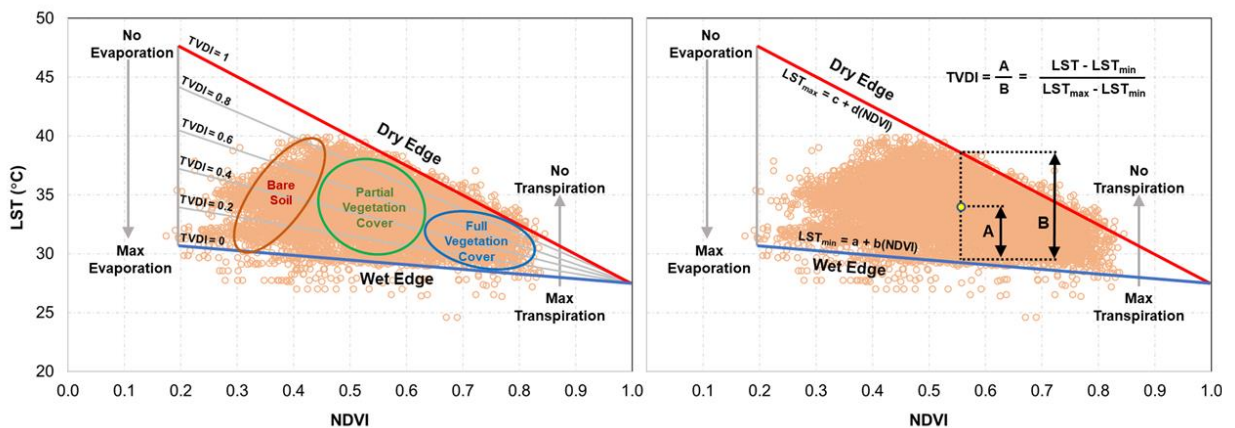 50
45
40
35
30
25
20
LST (°C)
No
Evaporation
Max
Evaporation
TVDI = 1
TVDI = 0.8
TVDI = 0.6
TVDI = 0.4
TVDI = 0.2
TVDI = 0
Dry Edge
Bare
Soil
Partial
Vegetation
Cover
Full
Vegetation
Cover
Wet Edge
No
Transpiration
Max
Transpiration
0.0 0.1 0.2 0.3 0.4 0.5 0.6 0.7 0.8 0.9 1.0
NDVI
No
Evaporation
Max
Evaporation
Dry Edge
LSTmax = c + d(NDVI)
TVDI = A / B = LST - LSTmin / LSTmax - LSTmin
A
B
LSTmin = a + b(NDVI)
Wet Edge
No
Transpiration
Max
Transpiration
0.1 0.2 0.3 0.4 0.5 0.6 0.7 0.8 0.9 1.0
NDVI